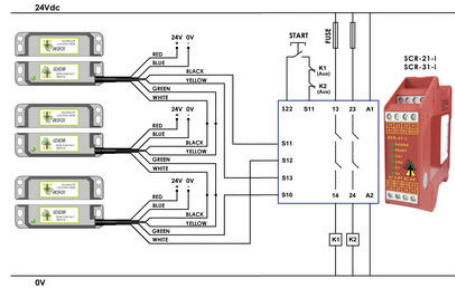 24Vdc
24V 0V
RED
BLUE
BLACK
YELLOW
GREEN
WHITE
24V 0V
RED
BLUE
BLACK
YELLOW
GREEN
WHITE
24V 0V
RED
BLUE
BLACK
YELLOW
GREEN
WHITE
START
K1
(Aux)
K2
(Aux)
FUSE
S22 S11 13 23 A1
S11
S12
S13
S10
14 24 A2
K1 K2
SCR-21-i
SCR-31-i
SCR-21-i
0V